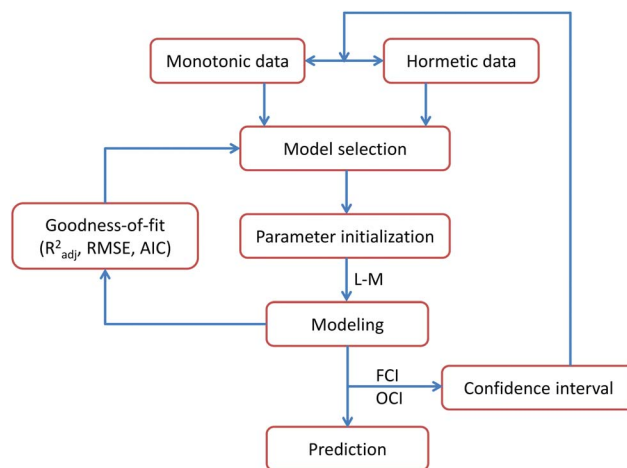 Monotonic data
Hormetic data
Model selection
Goodness-of-fit
(R²adj, RMSE, AIC)
Parameter initialization
L-M
Modeling
FCI
OCI
Confidence interval
Prediction